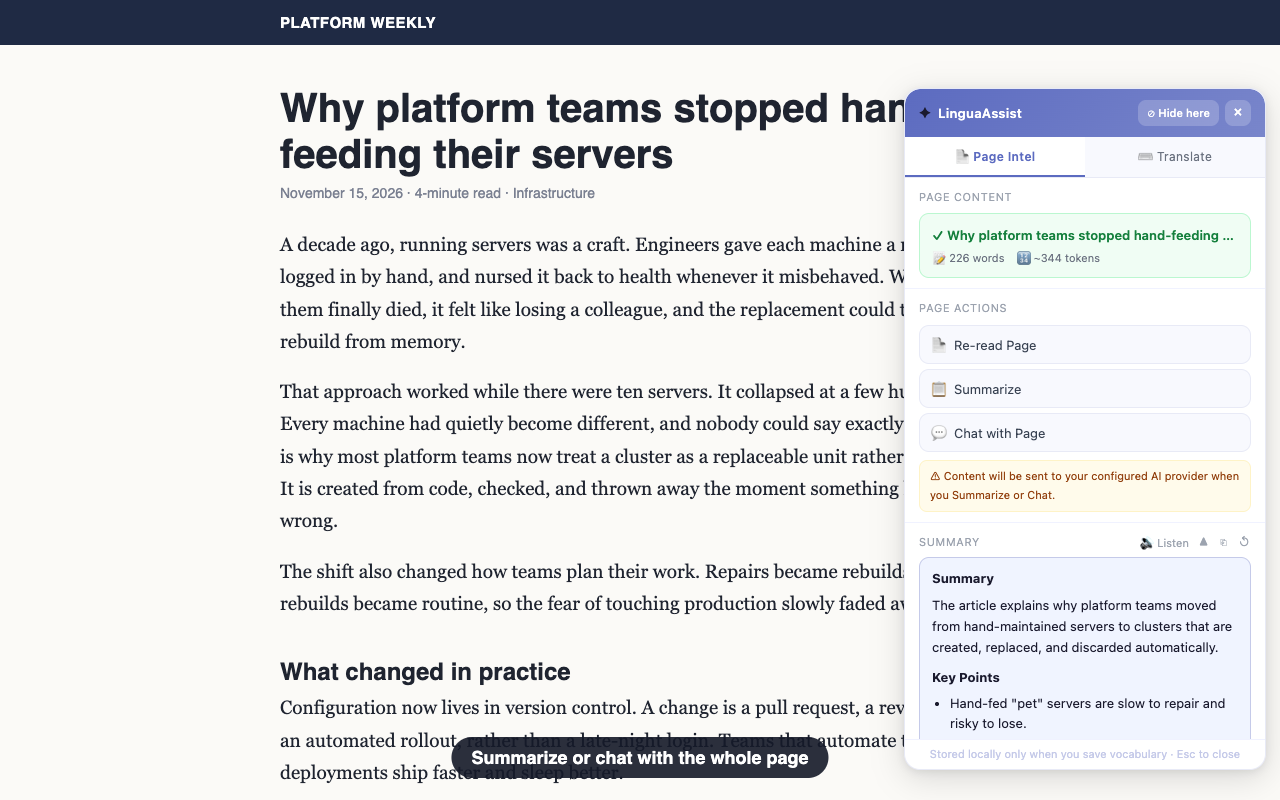 PLATFORM WEEKLY
Why platform teams stopped han
feeding their servers
November 15, 2026 · 4-minute read · Infrastructure
A decade ago, running servers was a craft. Engineers gave each machine a
logged in by hand, and nursed it back to health whenever it misbehaved.
them finally died, it felt like losing a colleague, and the replacement could
rebuild from memory.
That approach worked while there were ten servers. It collapsed at a few
Every machine had quietly become different, and nobody could say exactly
is why most platform teams now treat a cluster as a replaceable unit rather
It is created from code, checked, and thrown away the moment something
wrong.
The shift also changed how teams plan their work. Repairs became rebuilds
rebuilds became routine, so the fear of touching production slowly faded
What changed in practice
Configuration now lives in version control. A change is a pull request, a
an automated rollout, rather than a late-night login. Teams that automate
deployments ship faster and sleep better.
Summarize or chat with the whole page
✦ LinguaAssist
⊘ Hide here
×
Page Intel
Translate
PAGE CONTENT
✓ Why platform teams stopped hand-feeding ...
226 words ~344 tokens
PAGE ACTIONS
Re-read Page
Summarize
Chat with Page
⚠ Content will be sent to your configured AI provider when
you Summarize or Chat.
SUMMARY
Listen
Summary
The article explains why platform teams moved
from hand-maintained servers to clusters that are
created, replaced, and discarded automatically.
Key Points
• Hand-fed "pet" servers are slow to repair and
risky to lose.
Stored locally only when you save vocabulary · Esc to close